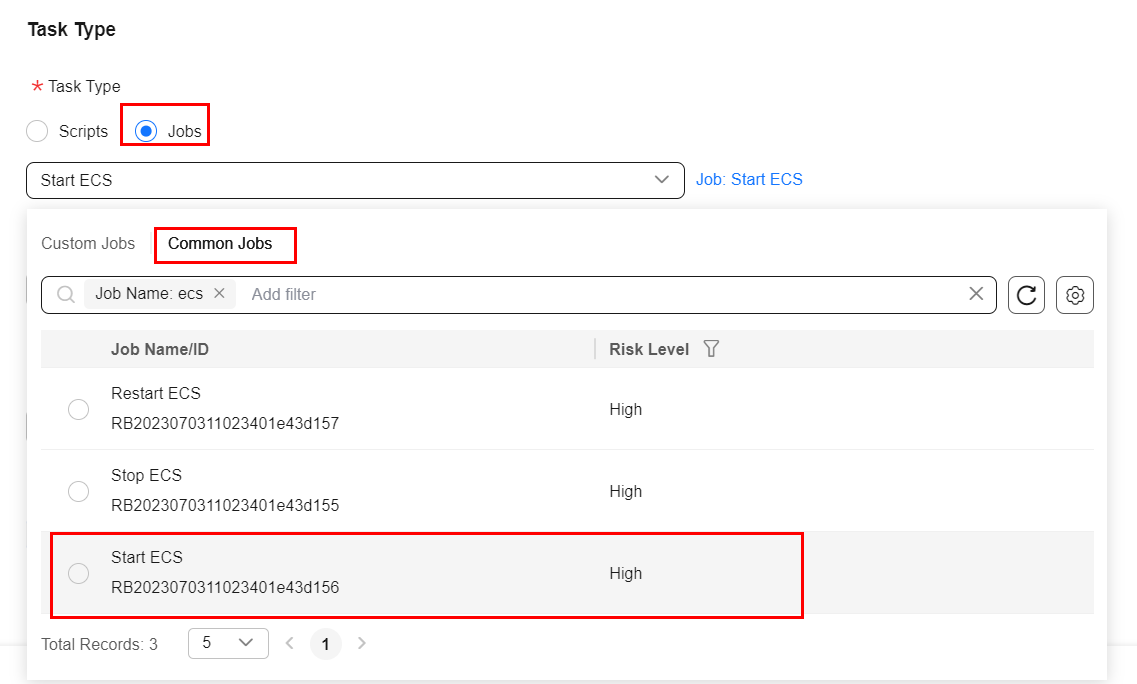 Task Type
* Task Type
Scripts Jobs
Start ECS Job: Start ECS
Custom Jobs Common Jobs
Job Name: ecs Add filter
Job Name/ID Risk Level
Restart ECS
RB2023070311023401e43d157 High
Stop ECS
RB2023070311023401e43d155 High
Start ECS
RB2023070311023401e43d156 High
Total Records: 3 5 1